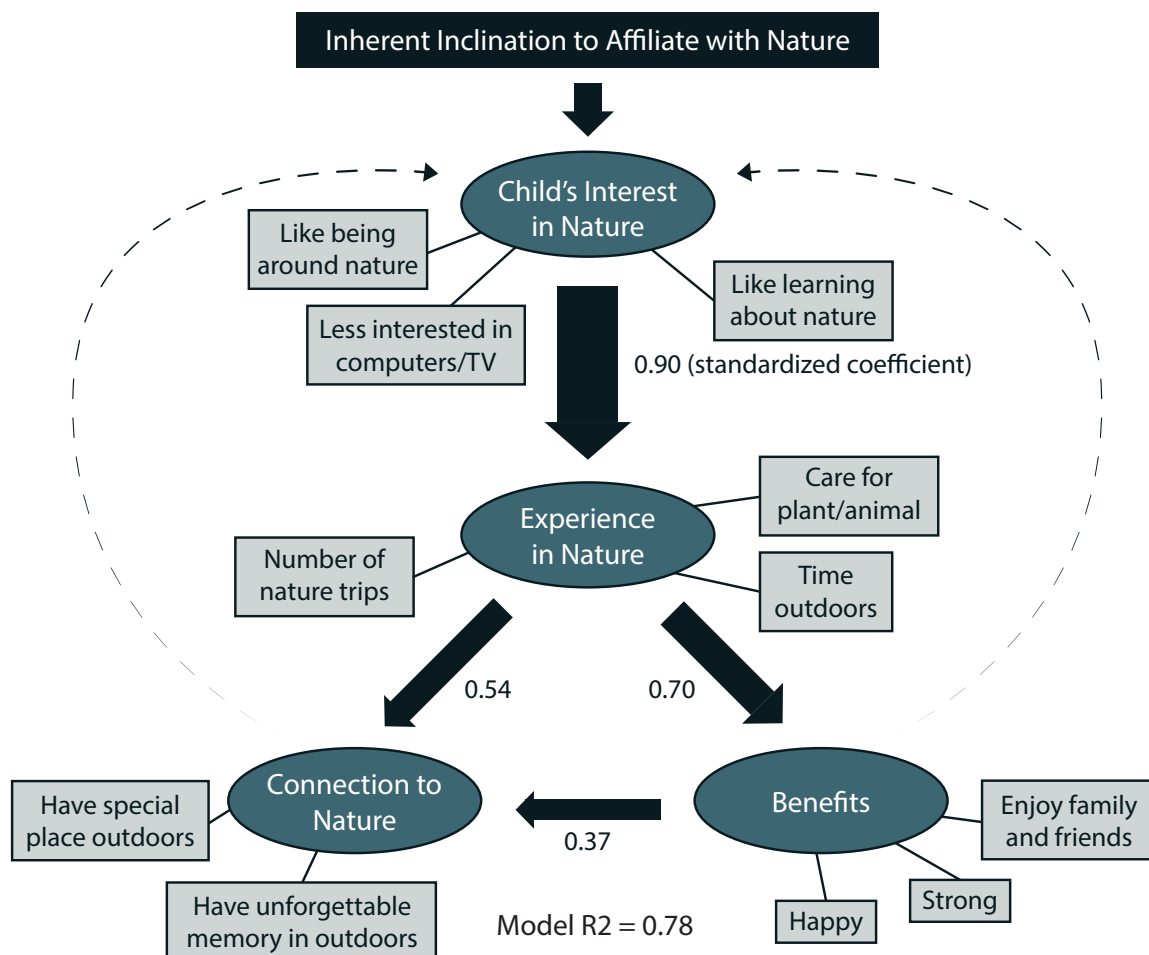 Inherent Inclination to Affiliate with Nature
Child's Interest
in Nature
Like being
around nature
Less interested in
computers/TV
Like learning
about nature
0.90 (standardized coefficient)
Experience
in Nature
Care for
plant/animal
Number of
nature trips
Time
outdoors
0.54
0.70
Connection to
Nature
Benefits
Have special
place outdoors
0.37
Enjoy family
and friends
Have unforgettable
memory in outdoors
Model R2 = 0.78
Happy
Strong